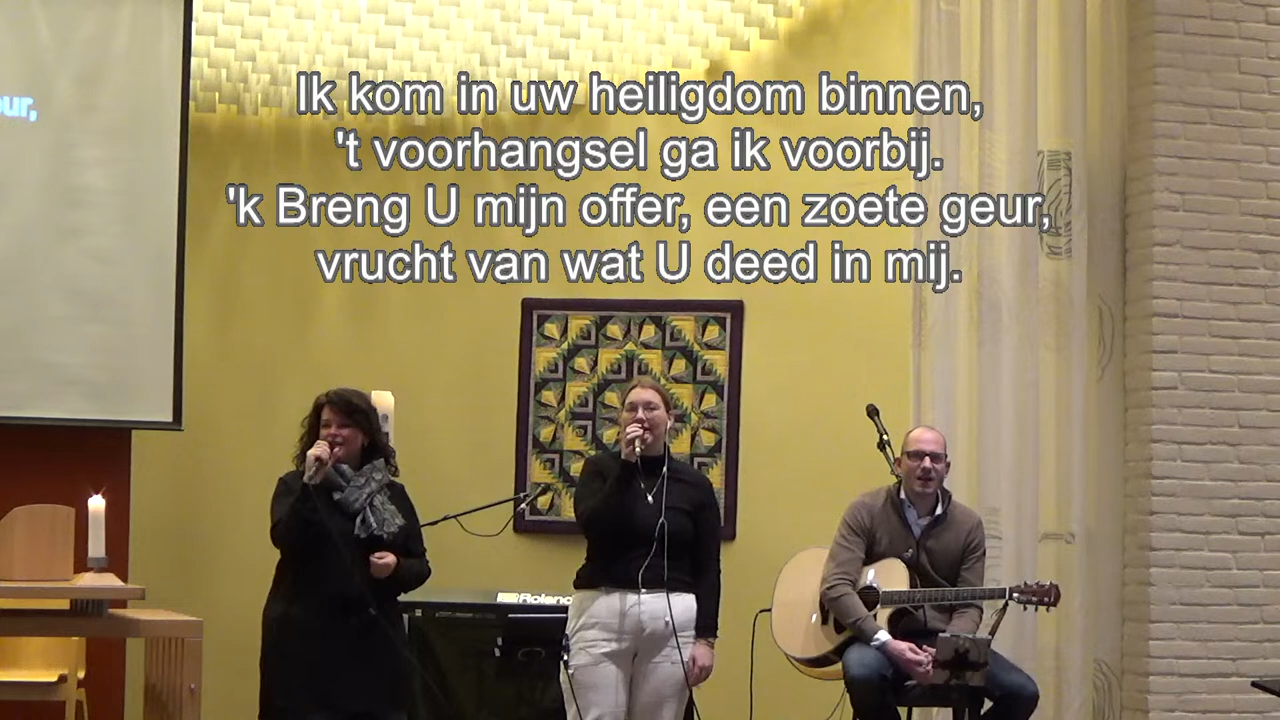 our,
Ik kom in uw heiligdom binnen,
't voorhangsel ga ik voorbij.
'k Breng U mijn offer, een zoete geur,
vrucht van wat U deed in mij.
Roland